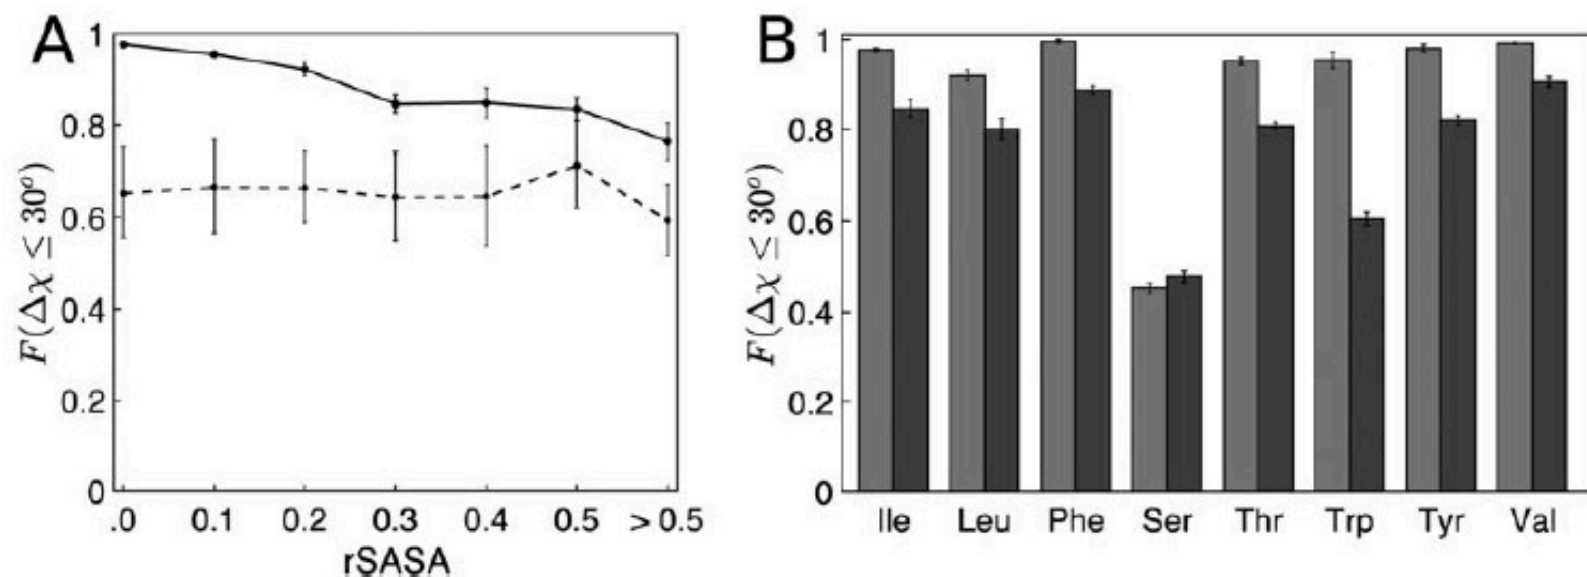 A
F(Δχ ≤ 30°)
1
0.8
0.6
0.4
0.2
0
.0 0.1 0.2 0.3 0.4 0.5 > 0.5
rSASA
B
F(Δχ ≤ 30°)
1
0.8
0.6
0.4
0.2
0
Ile Leu Phe Ser Thr Trp Tyr Val